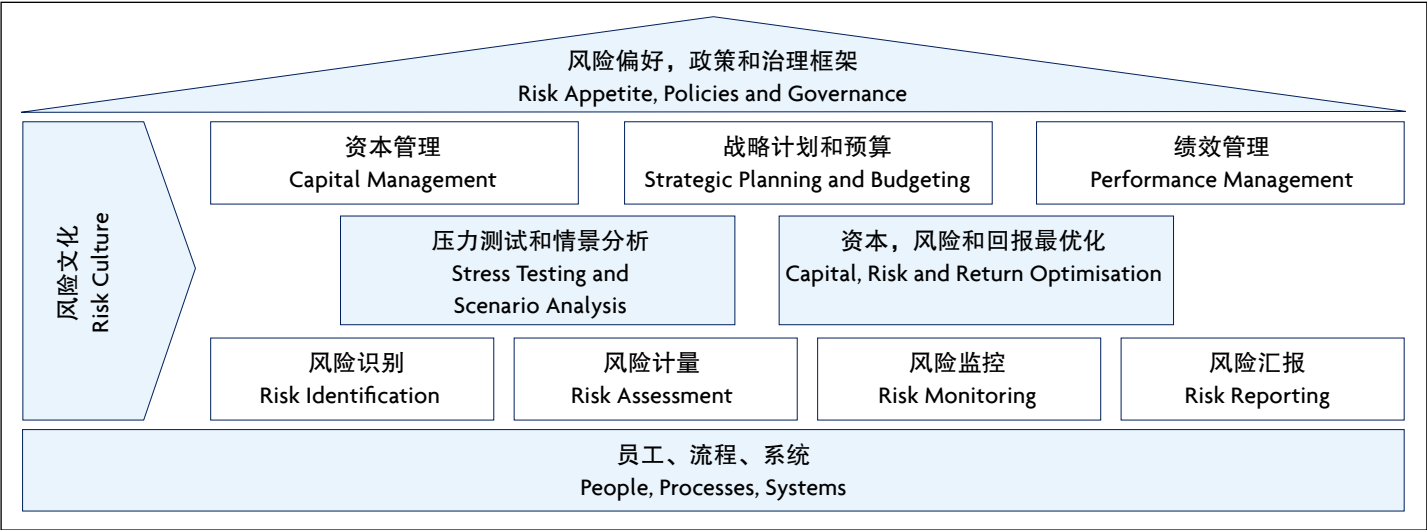 风险偏好，政策和治理框架
Risk Appetite, Policies and Governance
风险文化
Risk Culture
资本管理
Capital Management
战略计划和预算
Strategic Planning and Budgeting
绩效管理
Performance Management
压力测试和情景分析
Stress Testing and
Scenario Analysis
资本，风险和回报最优化
Capital, Risk and Return Optimisation
风险识别
Risk Identification
风险计量
Risk Assessment
风险监控
Risk Monitoring
风险汇报
Risk Reporting
员工、流程、系统
People, Processes, Systems